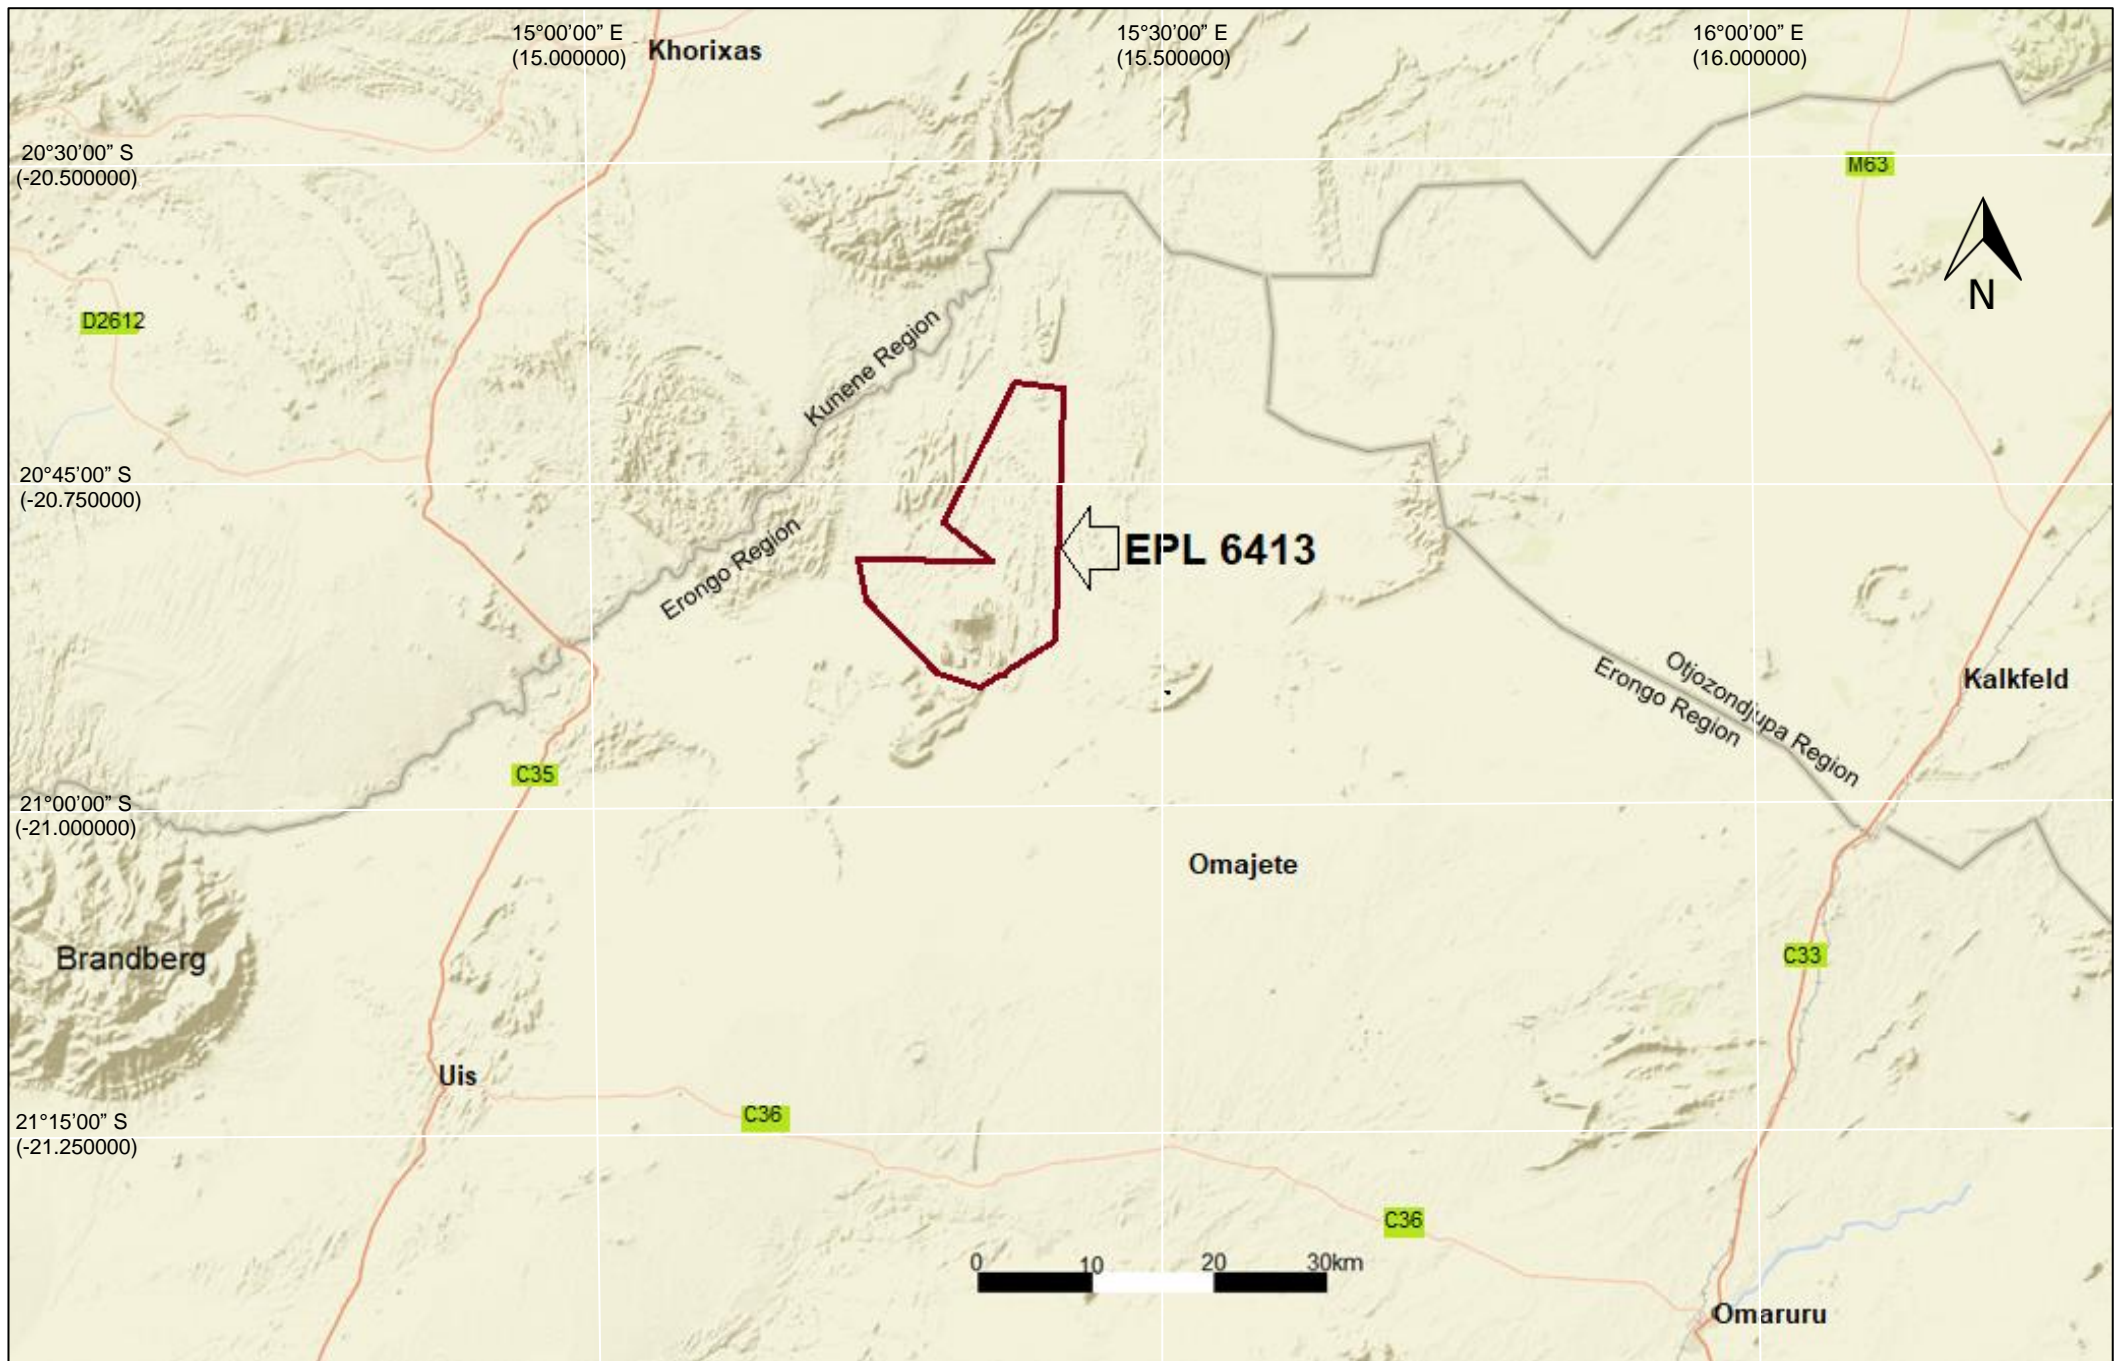 15°00’00” E
(15.000000)
15°30’00” E
(15.500000)
16°00’00” E
(16.000000)
Khorixas
20°30’00” S
(-20.500000)
M63
N
D2612
Kunene Region
20°45’00” S
(-20.750000)
Erongo Region
EPL 6413
Otjozondjupa Region
Erongo Region
Kalkfeld
C35
21°00’00” S
(-21.000000)
Omajete
Brandberg
C33
Uis
C36
21°15’00” S
(-21.250000)
C36
0 10 20 30km
Omaruru